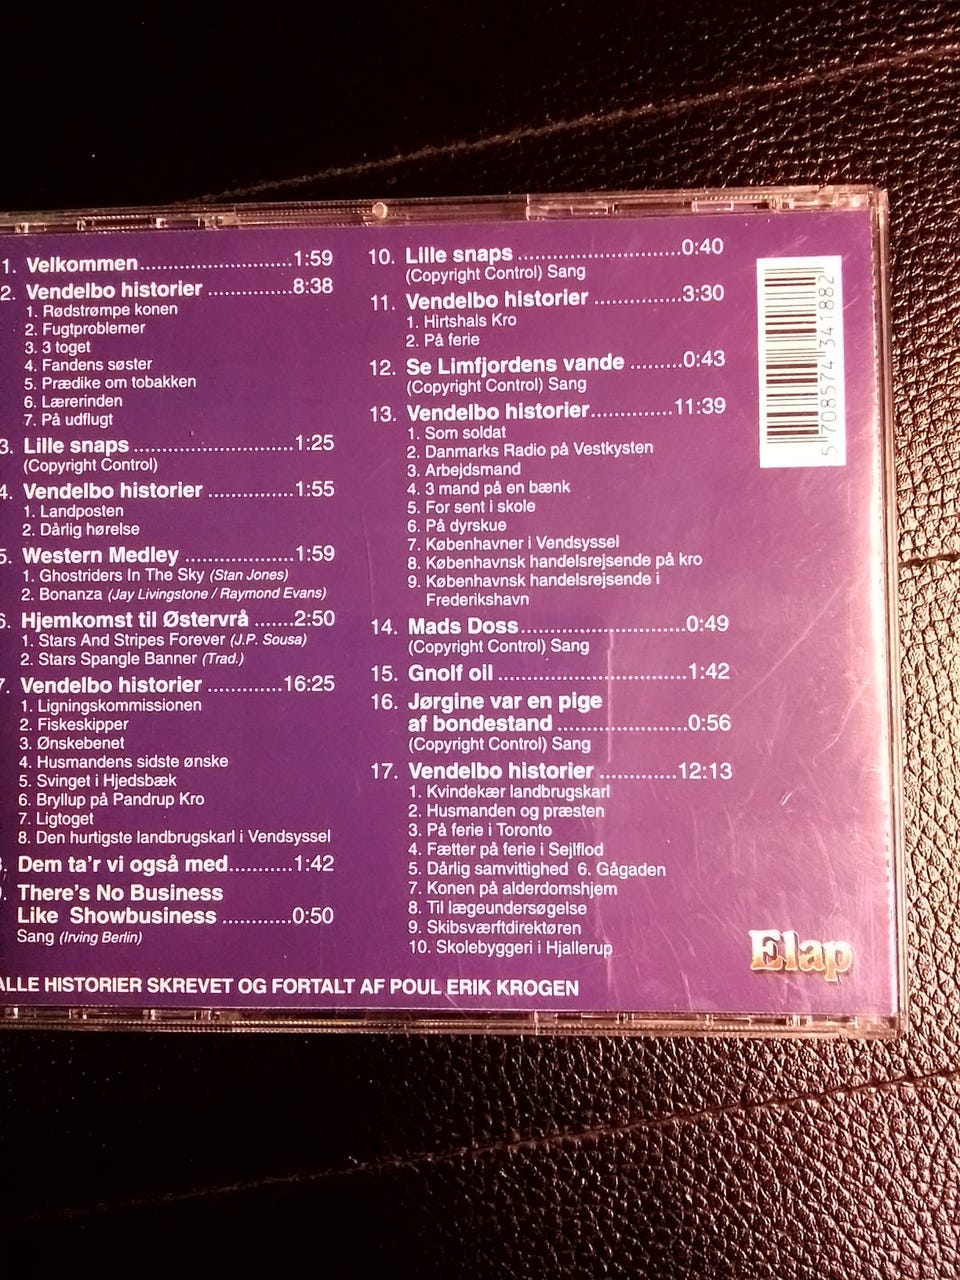 1. Velkommen..........................1:59
2. Vendelbo historier ...............8:38
1. Rødstrømpe konen
2. Fugtproblemer
3. 3 toget
4. Fandens søster
5. Prædike om tobakken
6. Lærerinden
7. På udflugt
3. Lille snaps ............................1:25
(Copyright Control)
4. Vendelbo historier ...............1:55
1. Landposten
2. Dårlig hørelse
5. Western Medley ...................1:59
1. Ghostriders In The Sky (Stan Jones)
2. Bonanza (Jay Livingstone / Raymond Evans)
6. Hjemkomst til Østervrå .......2:50
1. Stars And Stripes Forever (J.P. Sousa)
2. Stars Spangle Banner (Trad.)
7. Vendelbo historier .............16:25
1. Ligningskommissionen
2. Fiskeskipper
3. Ønskebenet
4. Husmandens sidste ønske
5. Svinget i Hjedsbæk
6. Bryllup på Pandrup Kro
7. Ligtoget
8. Den hurtigste landbrugskarl i Vendsyssel
. Dem ta'r vi også med...........1:42
. There's No Business
Like Showbusiness ............0:50
Sang (Irving Berlin)
10. Lille snaps ............................0:40
(Copyright Control) Sang
11. Vendelbo historier ...............3:30
1. Hirtshals Kro
2. På ferie
12. Se Limfjordens vande .........0:43
(Copyright Control) Sang
13. Vendelbo historier..............11:39
1. Som soldat
2. Danmarks Radio på Vestkysten
3. Arbejdsmand
4. 3 mand på en bænk
5. For sent i skole
6. På dyrskue
7. Københavner i Vendsyssel
8. Københavnsk handelsrejsende på kro
9. Københavnsk handelsrejsende i
Frederikshavn
14. Mads Doss............................0:49
(Copyright Control) Sang
15. Gnolf oil .................................1:42
16. Jørgine var en pige
af bondestand .......................0:56
(Copyright Control) Sang
17. Vendelbo historier .............12:13
1. Kvindekær landbrugskarl
2. Husmanden og præsten
3. På ferie i Toronto
4. Fætter på ferie i Sejlflod
5. Dårlig samvittighed 6. Gågaden
7. Konen på alderdomshjem
8. Til lægeundersøgelse
9. Skibsværftdirektøren
10. Skolebyggeri i Hjallerup
ALLE HISTORIER SKREVET OG FORTALT AF POUL ERIK KROGEN
5 708574 341882
Elap